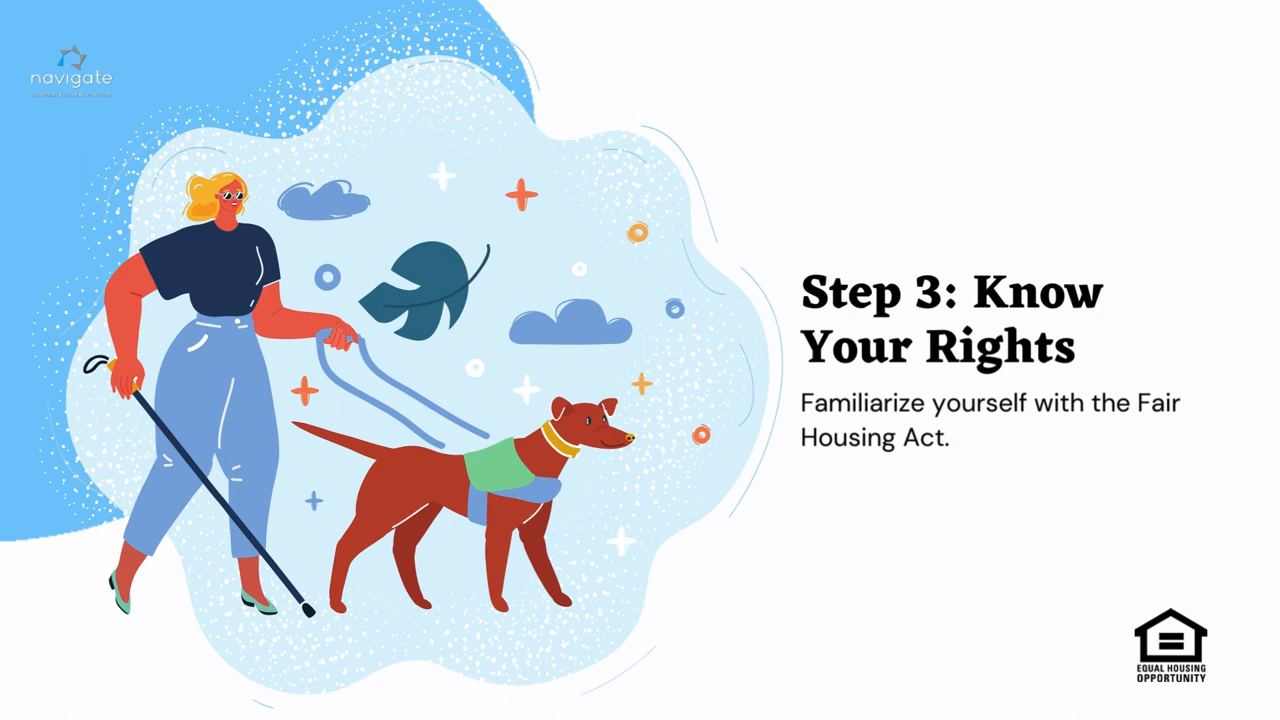 navigate
Step 3: Know
Your Rights
Familiarize yourself with the Fair
Housing Act.
EQUAL HOUSING
OPPORTUNITY